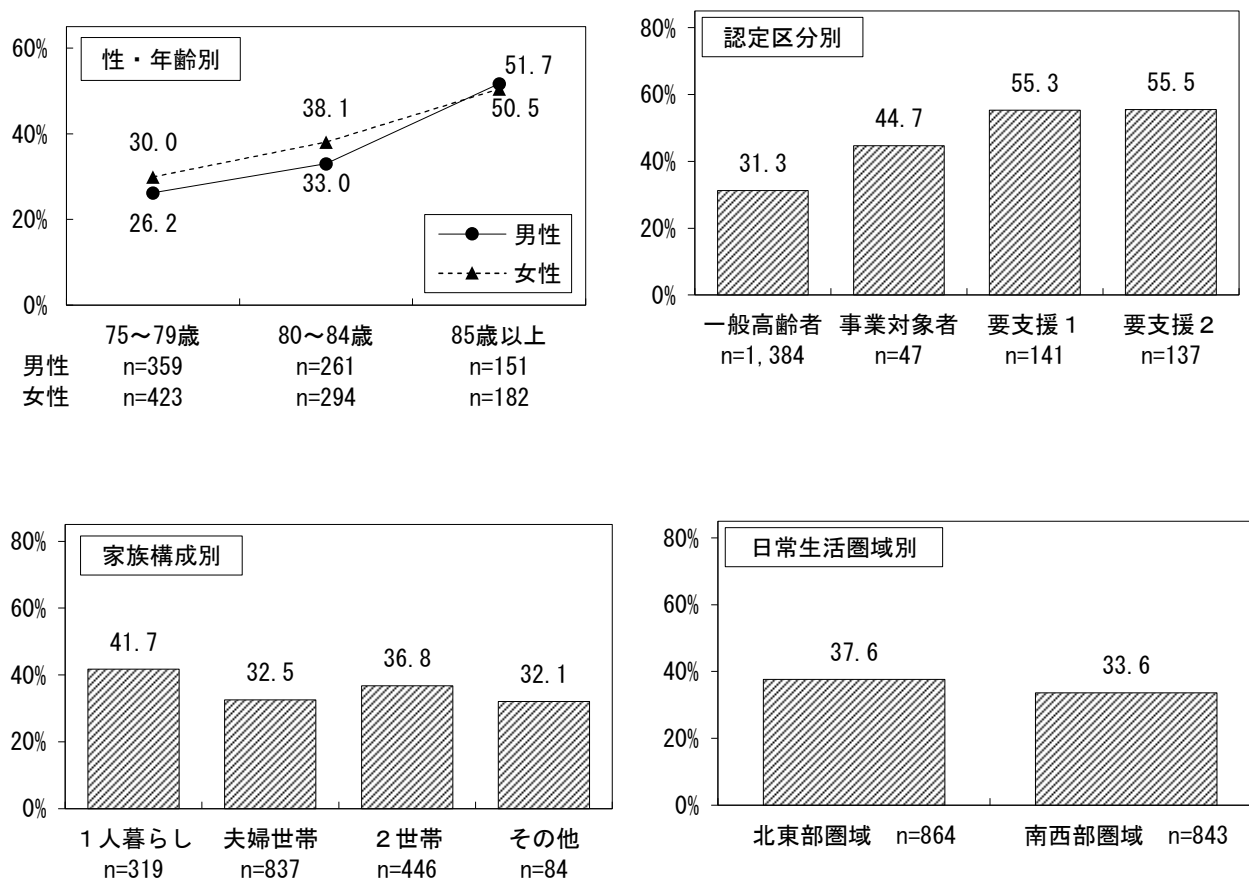 性・年齢別
60%
40%
20%
0%
30.0
38.1
51.7
50.5
26.2
33.0
男性
女性
75～79歳 80～84歳 85歳以上
男性 n=359 n=261 n=151
女性 n=423 n=294 n=182
認定区分別
80%
60%
40%
20%
0%
31.3
44.7
55.3
55.5
一般高齢者 事業対象者 要支援1 要支援2
n=1,384 n=47 n=141 n=137
家族構成別
80%
60%
40%
20%
0%
41.7
32.5
36.8
32.1
1人暮らし 夫婦世帯 2世帯 その他
n=319 n=837 n=446 n=84
日常生活圏域別
80%
60%
40%
20%
0%
37.6
33.6
北東部圏域 n=864 南西部圏域 n=843